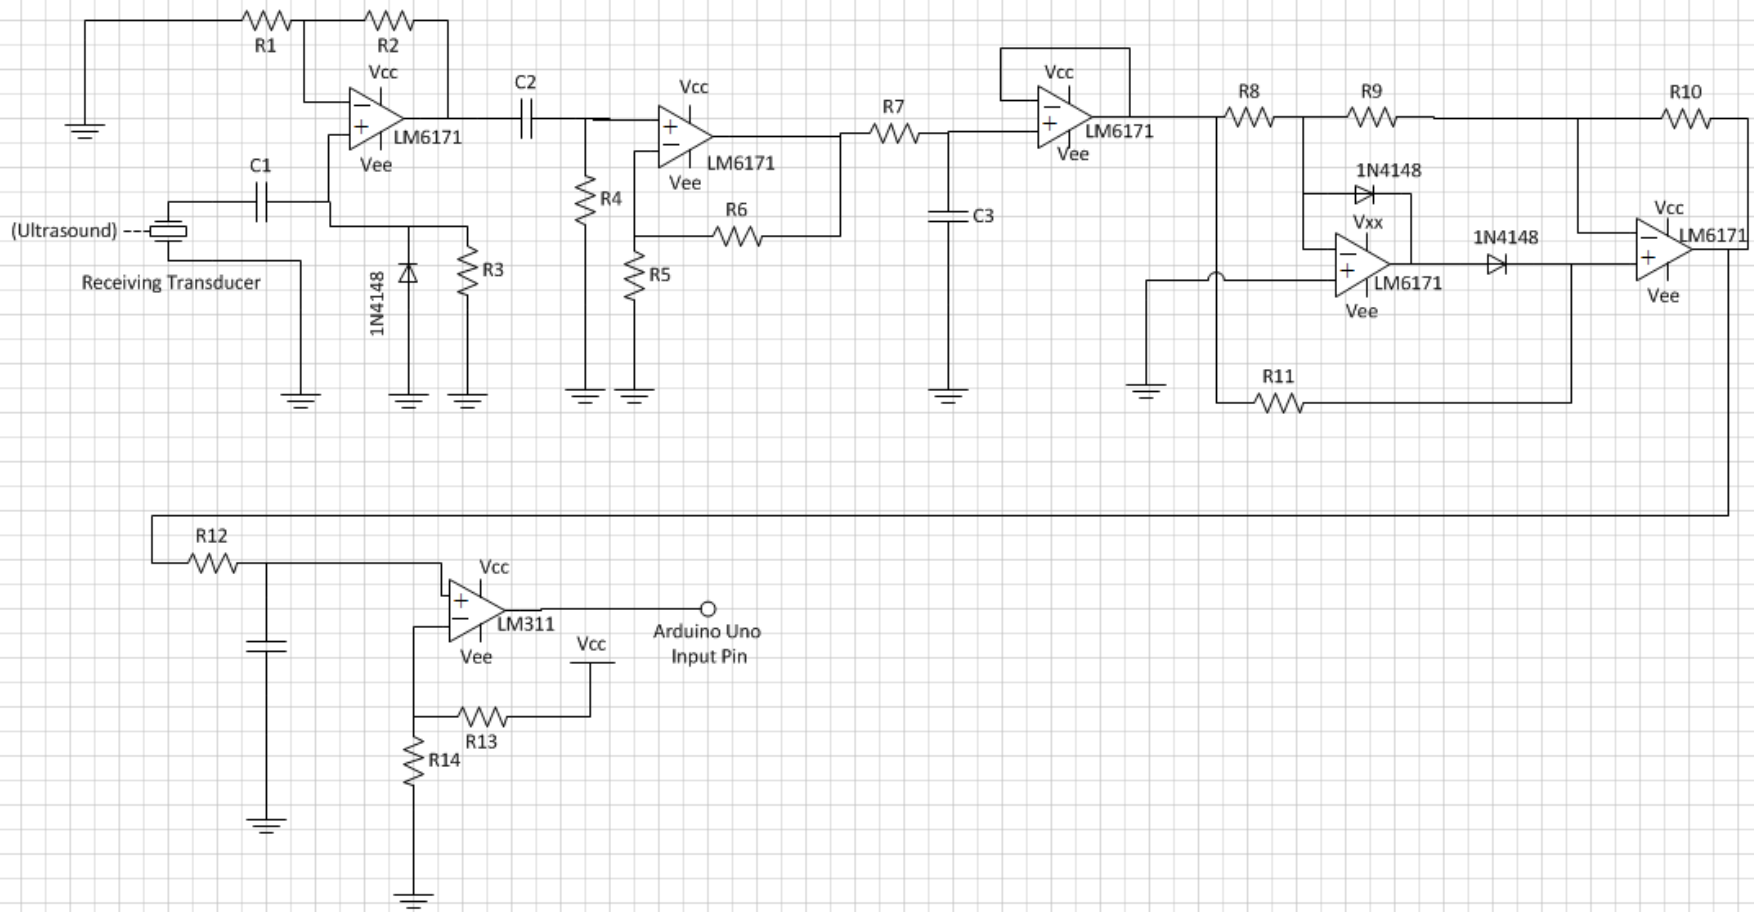 R1
R2
Vcc
LM6171
Vee
C1
(Ultrasound)
Receiving Transducer
1N4148
R3
C2
R4
Vcc
LM6171
Vee
R6
R5
R7
C3
Vcc
LM6171
Vee
R8
R9
R10
1N4148
Vxx
LM6171
Vee
1N4148
Vcc
LM6171
Vee
R11
R12
Vcc
LM311
Vee
Arduino Uno
Input Pin
Vcc
R13
R14